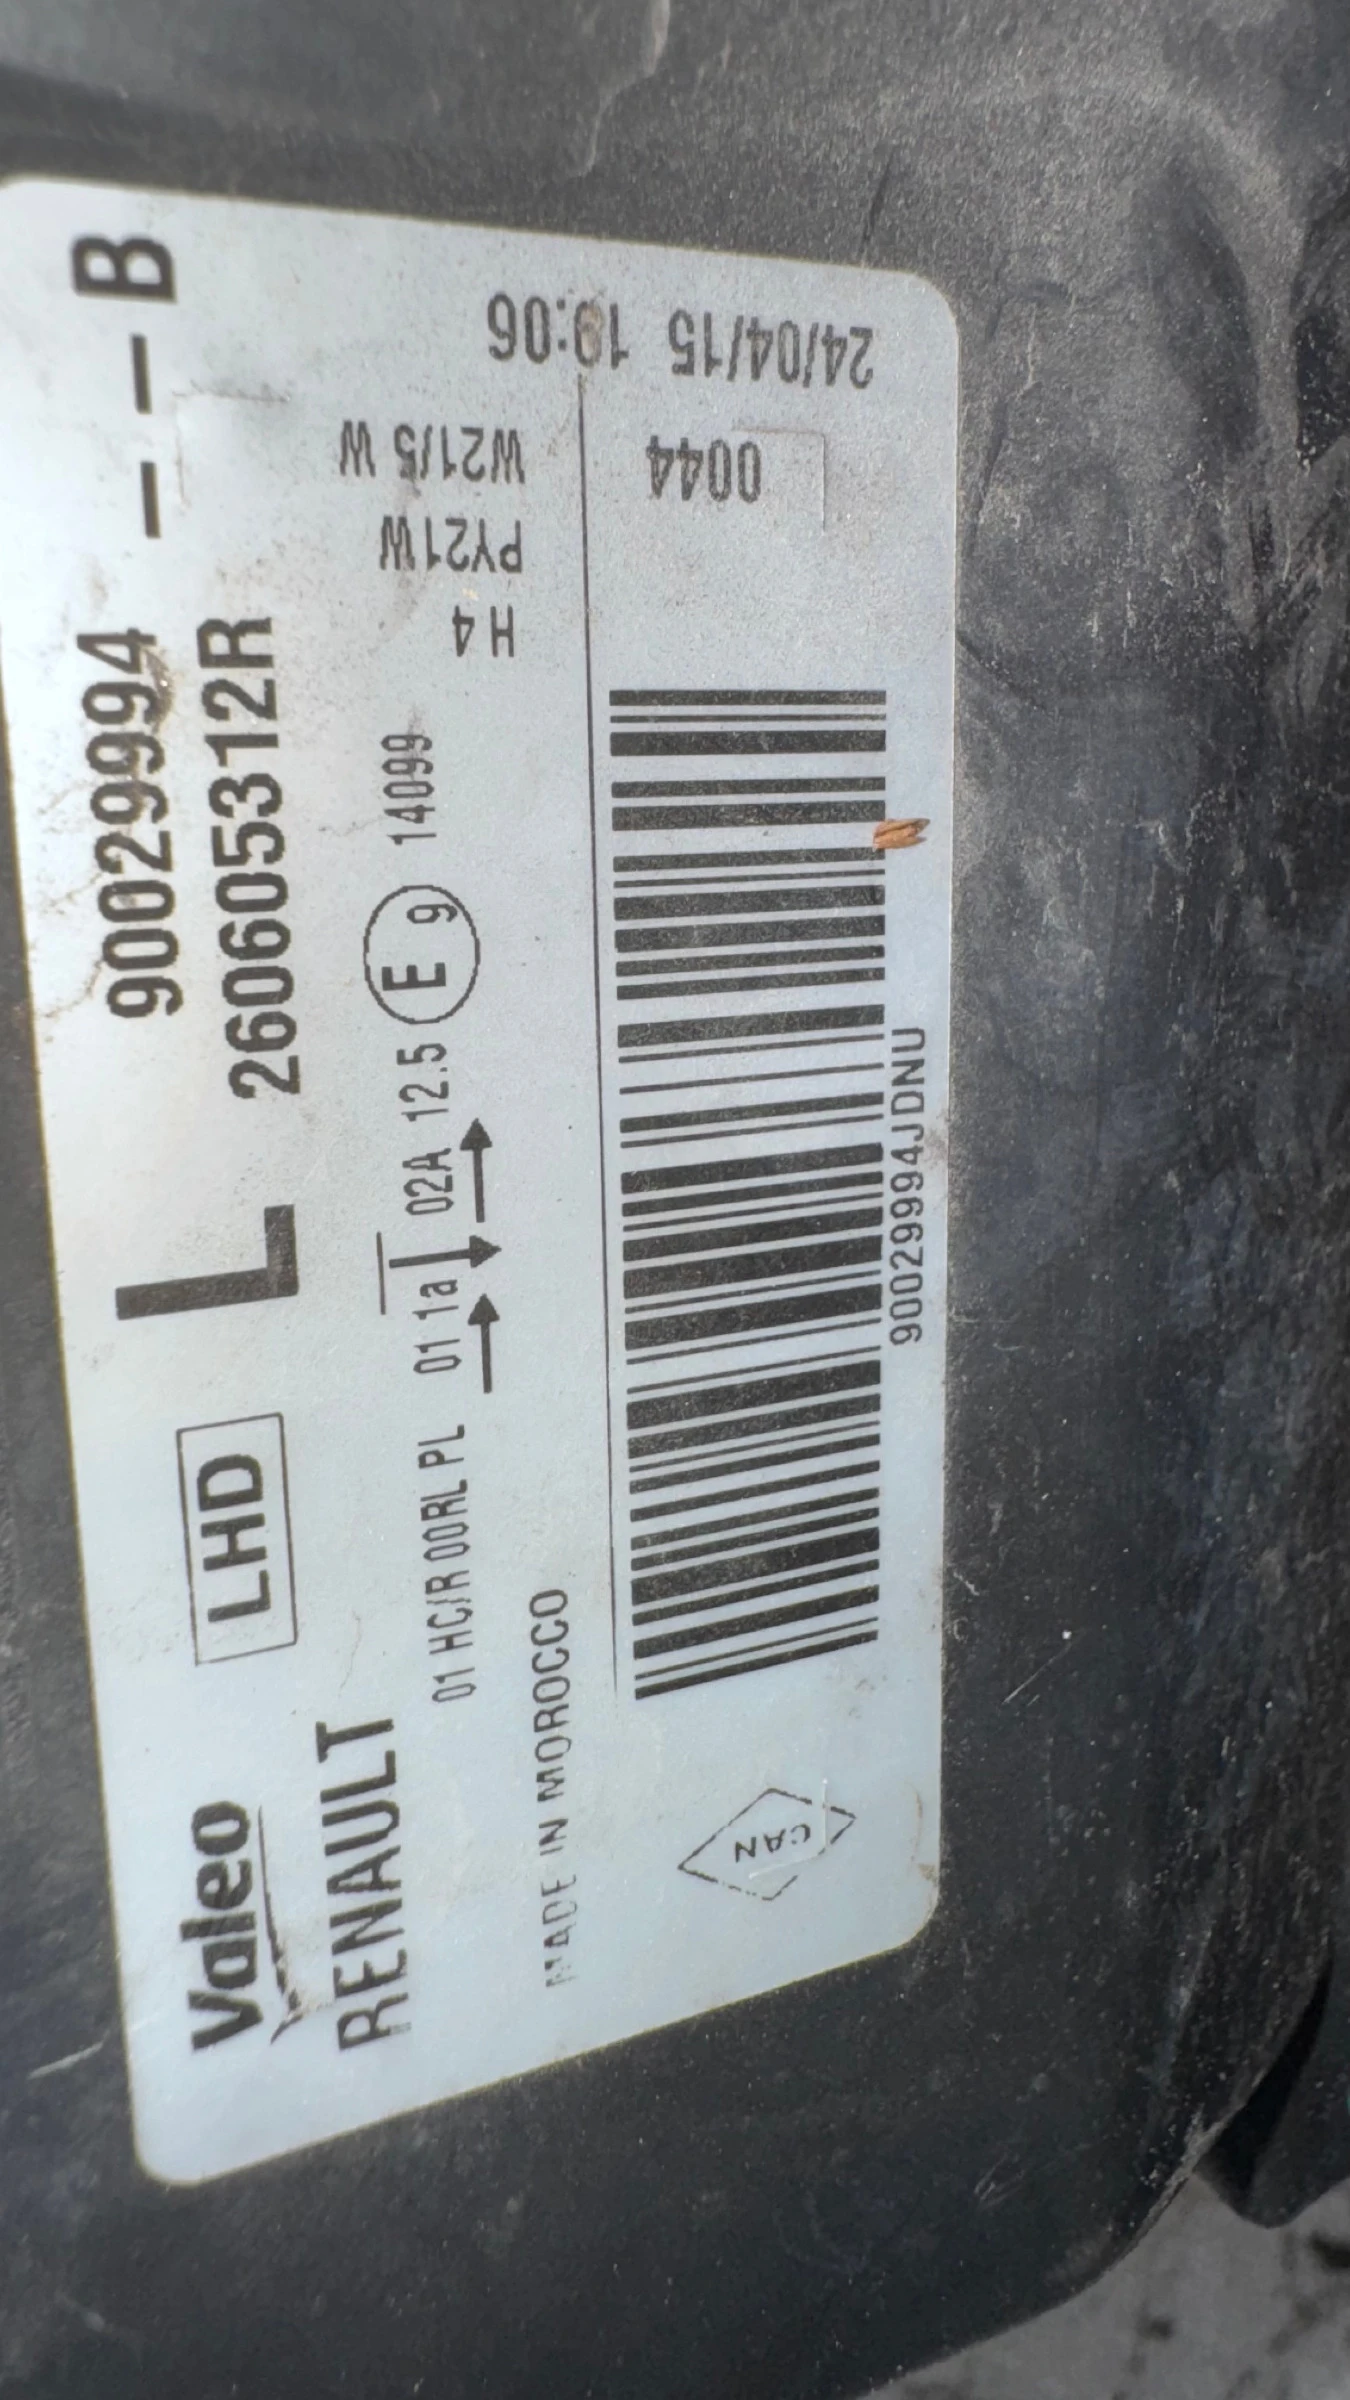 90029994 - - B
Valeo LHD L 260605312R
RENAULT
01 HC/R 00RL PL 01 1a 02A 12.5 E 9 14099
MADE IN MOROCCO
H4
PY21W
W21/5 W
24/04/15 19:06
0044
90029994JDNU
CAN